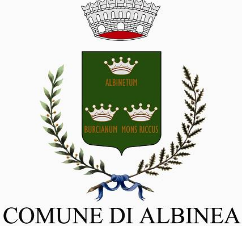 ALBINETUM
BURCIANUM MONS RICCUS
COMUNE DI ALBINEA